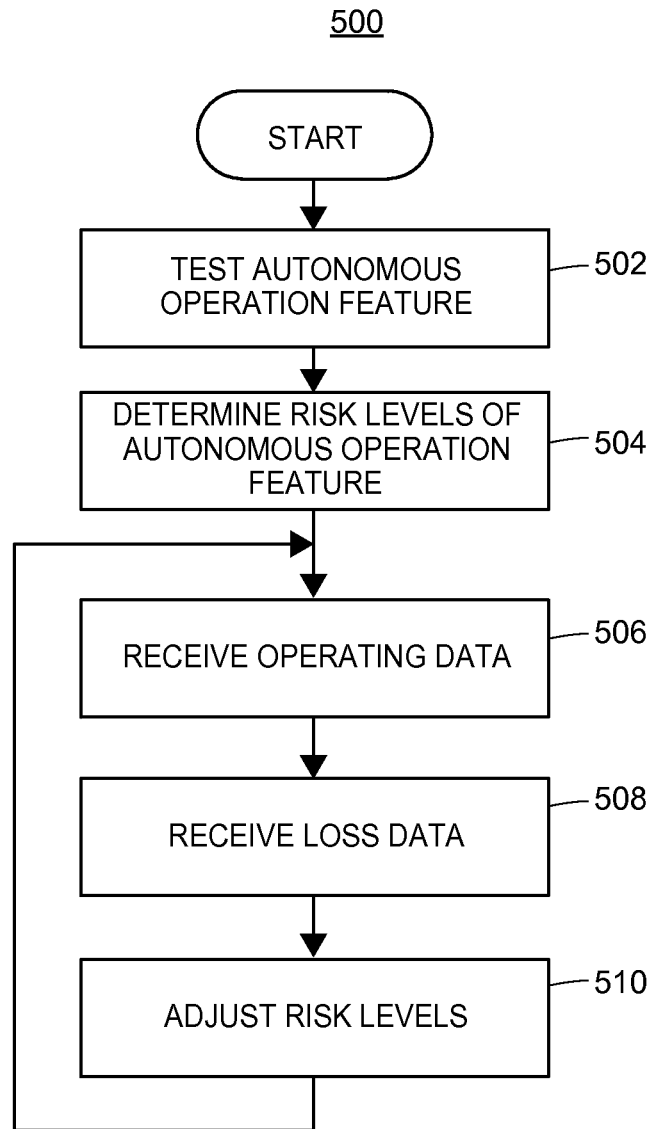 500
START
TEST AUTONOMOUS
OPERATION FEATURE
502
DETERMINE RISK LEVELS OF
AUTONOMOUS OPERATION
FEATURE
504
RECEIVE OPERATING DATA
506
RECEIVE LOSS DATA
508
ADJUST RISK LEVELS
510